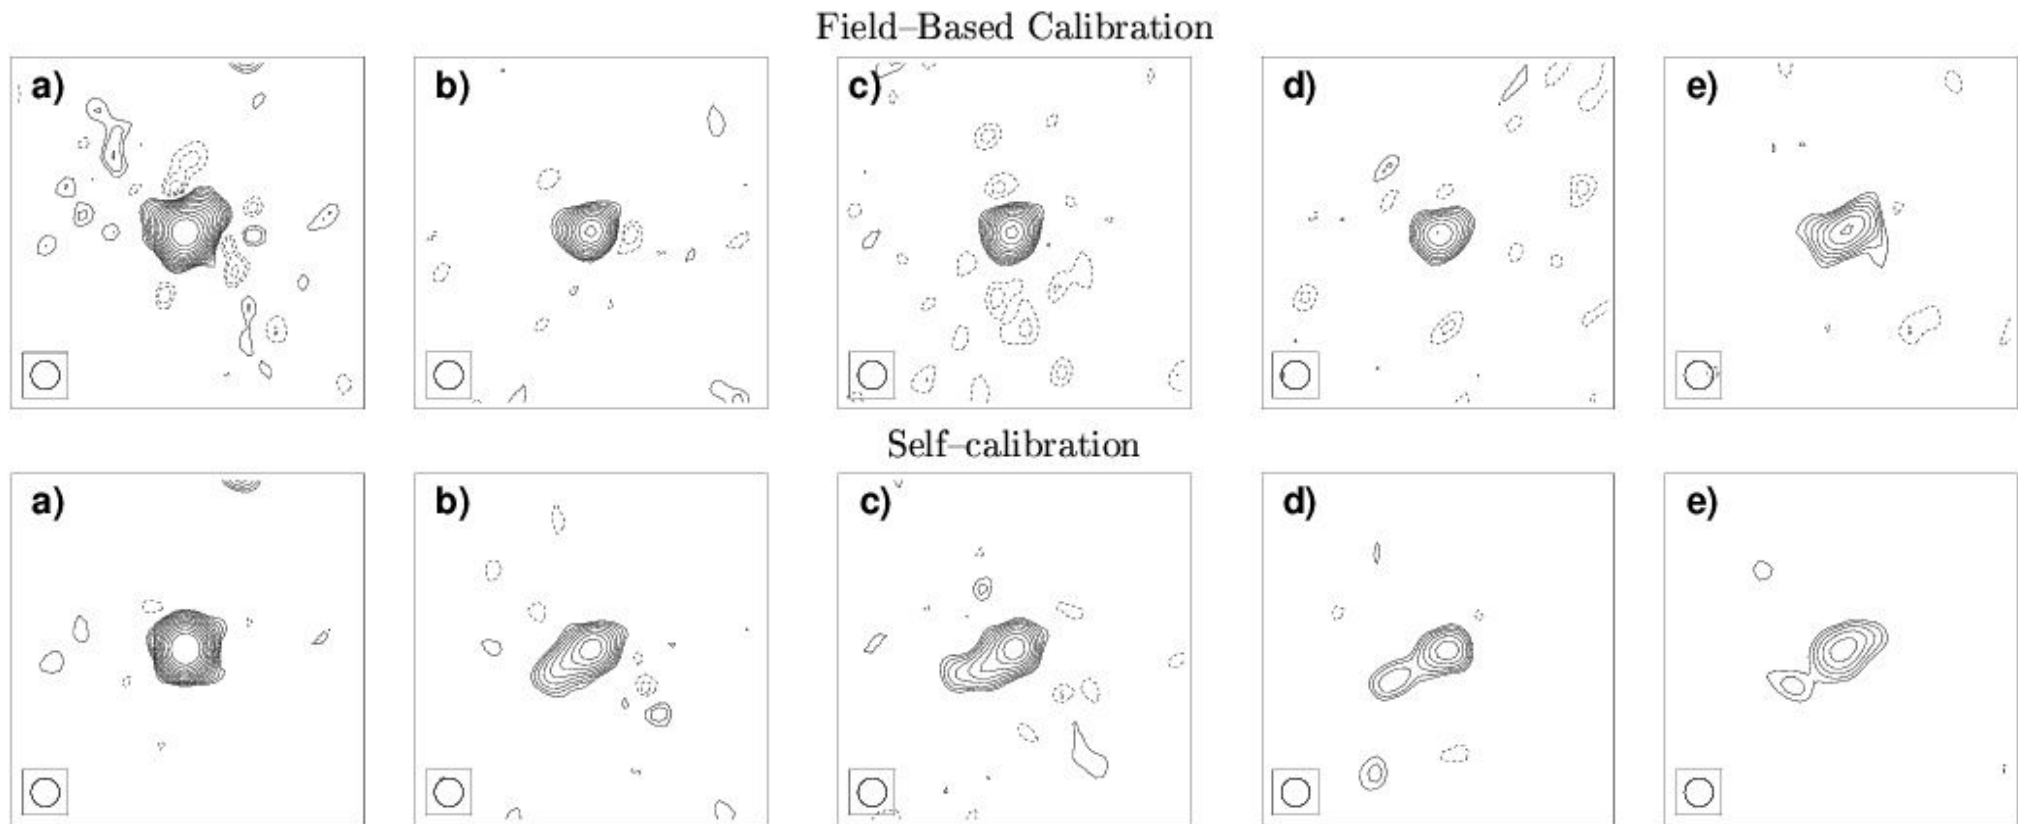 Field–Based Calibration
a) b) c) d) e)
Self–calibration
a) b) c) d) e)